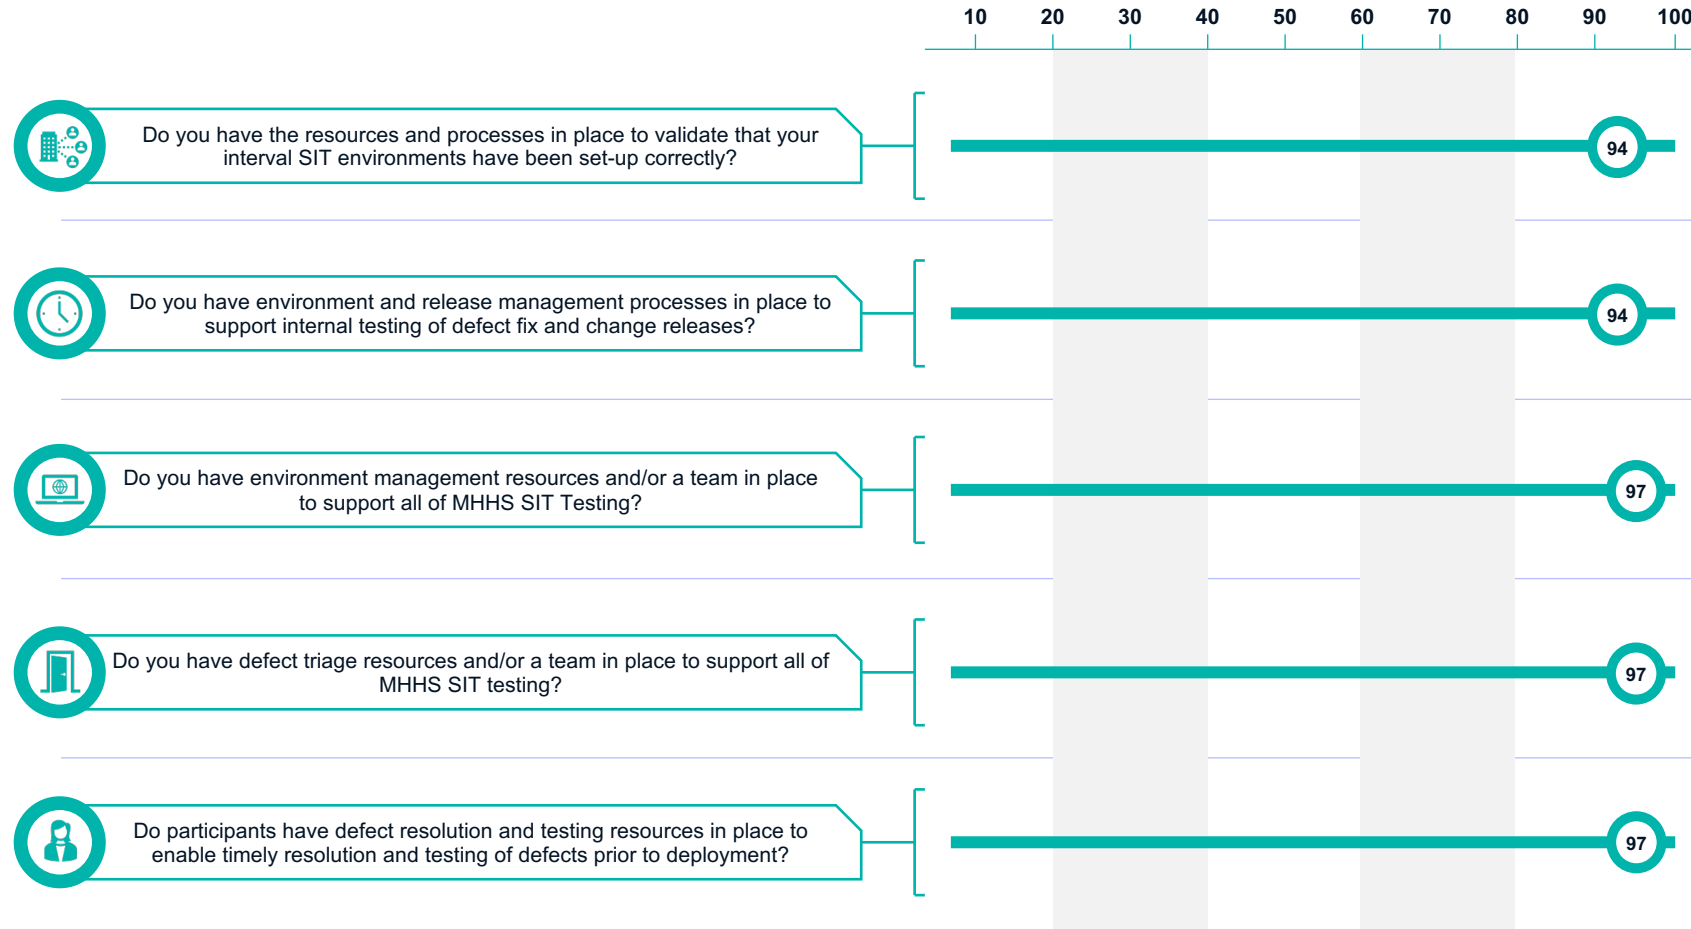 10 20 30 40 50 60 70 80 90 100
Do you have the resources and processes in place to validate that your
interval SIT environments have been set-up correctly?
94
Do you have environment and release management processes in place to
support internal testing of defect fix and change releases?
94
Do you have environment management resources and/or a team in place
to support all of MHHS SIT Testing?
97
Do you have defect triage resources and/or a team in place to support all of
MHHS SIT testing?
97
Do participants have defect resolution and testing resources in place to
enable timely resolution and testing of defects prior to deployment?
97